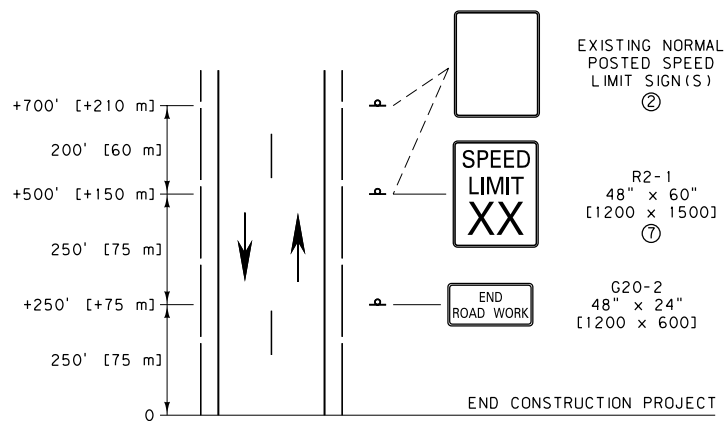 EXISTING NORMAL
POSTED SPEED
LIMIT SIGN(S)
②
+700' [+210 m]
200' [60 m]
+500' [+150 m]
250' [75 m]
+250' [+75 m]
250' [75 m]
0
SPEED
LIMIT
XX
R2-1
48" x 60"
[1200 x 1500]
⑦
END
ROAD WORK
G20-2
48" x 24"
[1200 x 600]
END CONSTRUCTION PROJECT